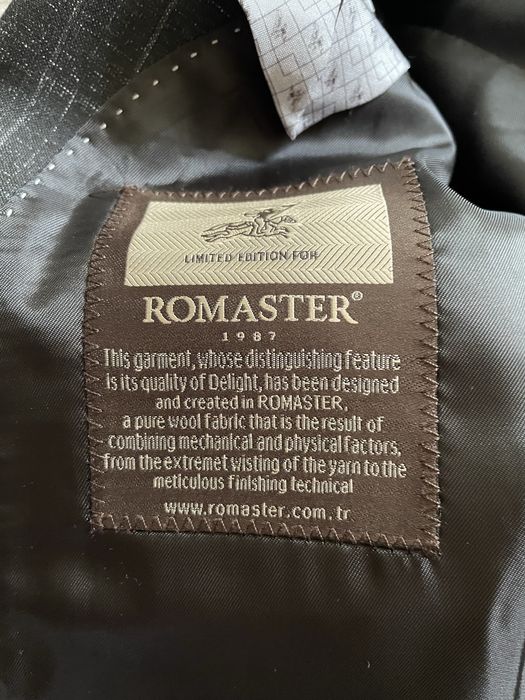 LIMITED EDITION FOR
ROMASTER®
1987
This garment, whose distinguishing feature
is its quality of Delight, has been designed
and created in ROMASTER,
a pure wool fabric that is the result of
combining mechanical and physical factors,
from the extremet wisting of the yarn to the
meticulous finishing technical
www.romaster.com.tr